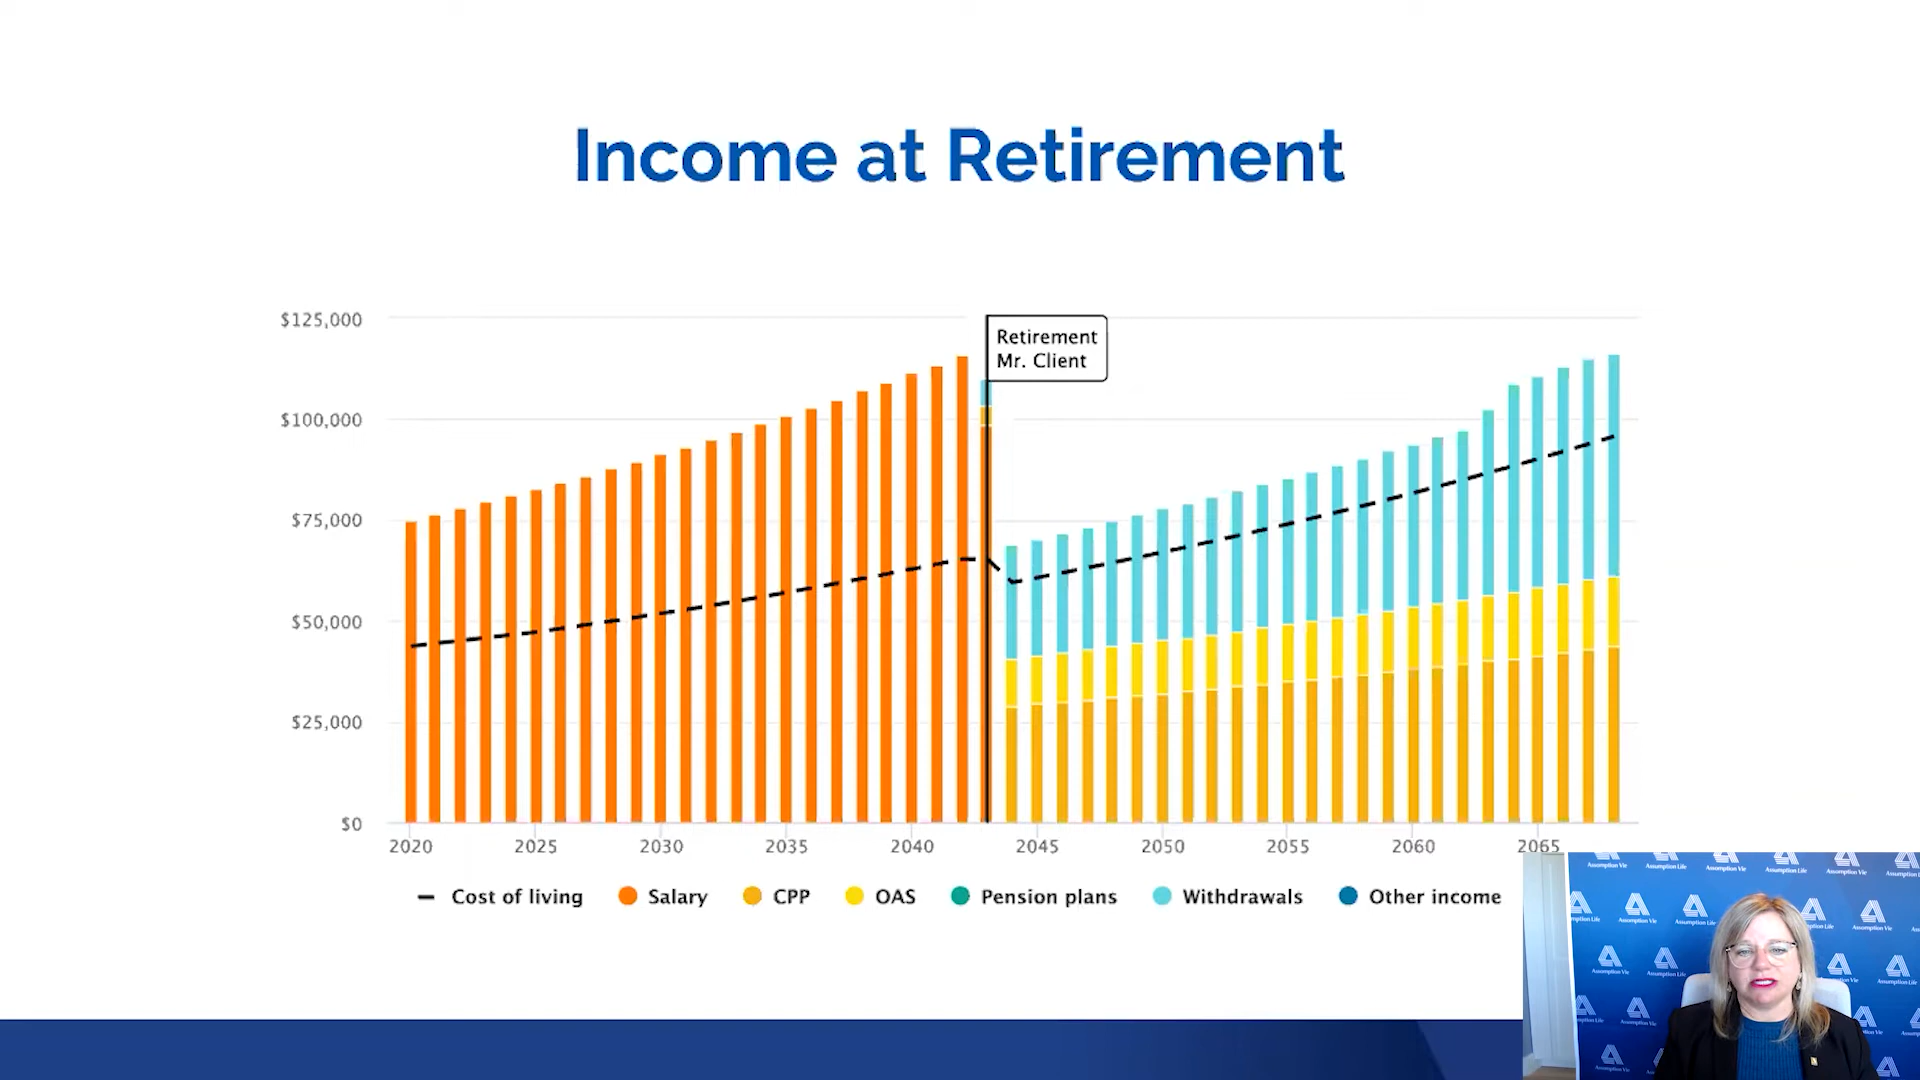 Income at Retirement
$125,000
$100,000
$75,000
$50,000
$25,000
$0
Retirement
Mr. Client
2020 2025 2030 2035 2040 2045 2050 2055 2060 2065
Cost of living Salary CPP OAS Pension plans Withdrawals Other income
Assumption Vie
Assumption Life